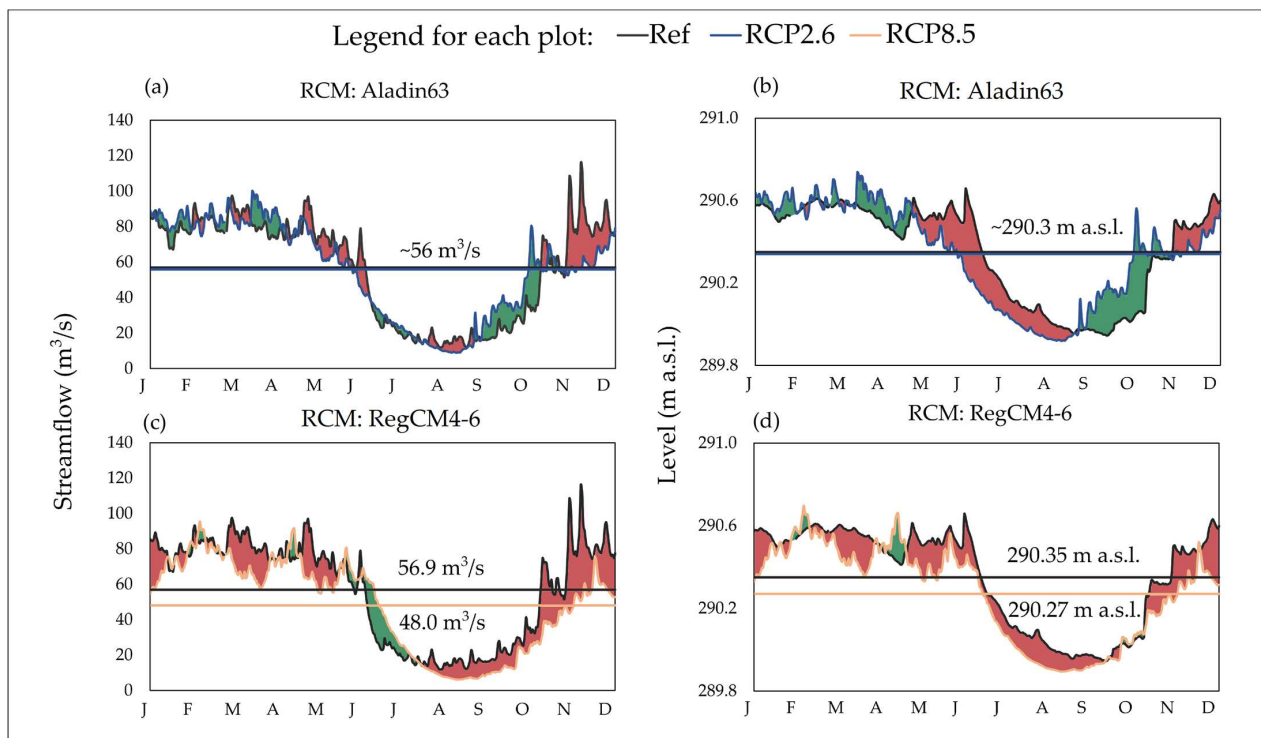 Legend for each plot: Ref RCP2.6 RCP8.5
(a) RCM: Aladin63
(b) RCM: Aladin63
Streamflow (m³/s)
140
120
100
80
60
40
20
0
~56 m³/s
J F M A M J J A S O N D
Level (m a.s.l.)
291.0
290.6
290.2
289.8
~290.3 m a.s.l.
J F M A M J J A S O N D
(c) RCM: RegCM4-6
140
120
100
80
60
40
20
0
56.9 m³/s
48.0 m³/s
J F M A M J J A S O N D
(d) RCM: RegCM4-6
291.0
290.6
290.2
289.8
290.35 m a.s.l.
290.27 m a.s.l.
J F M A M J J A S O N D